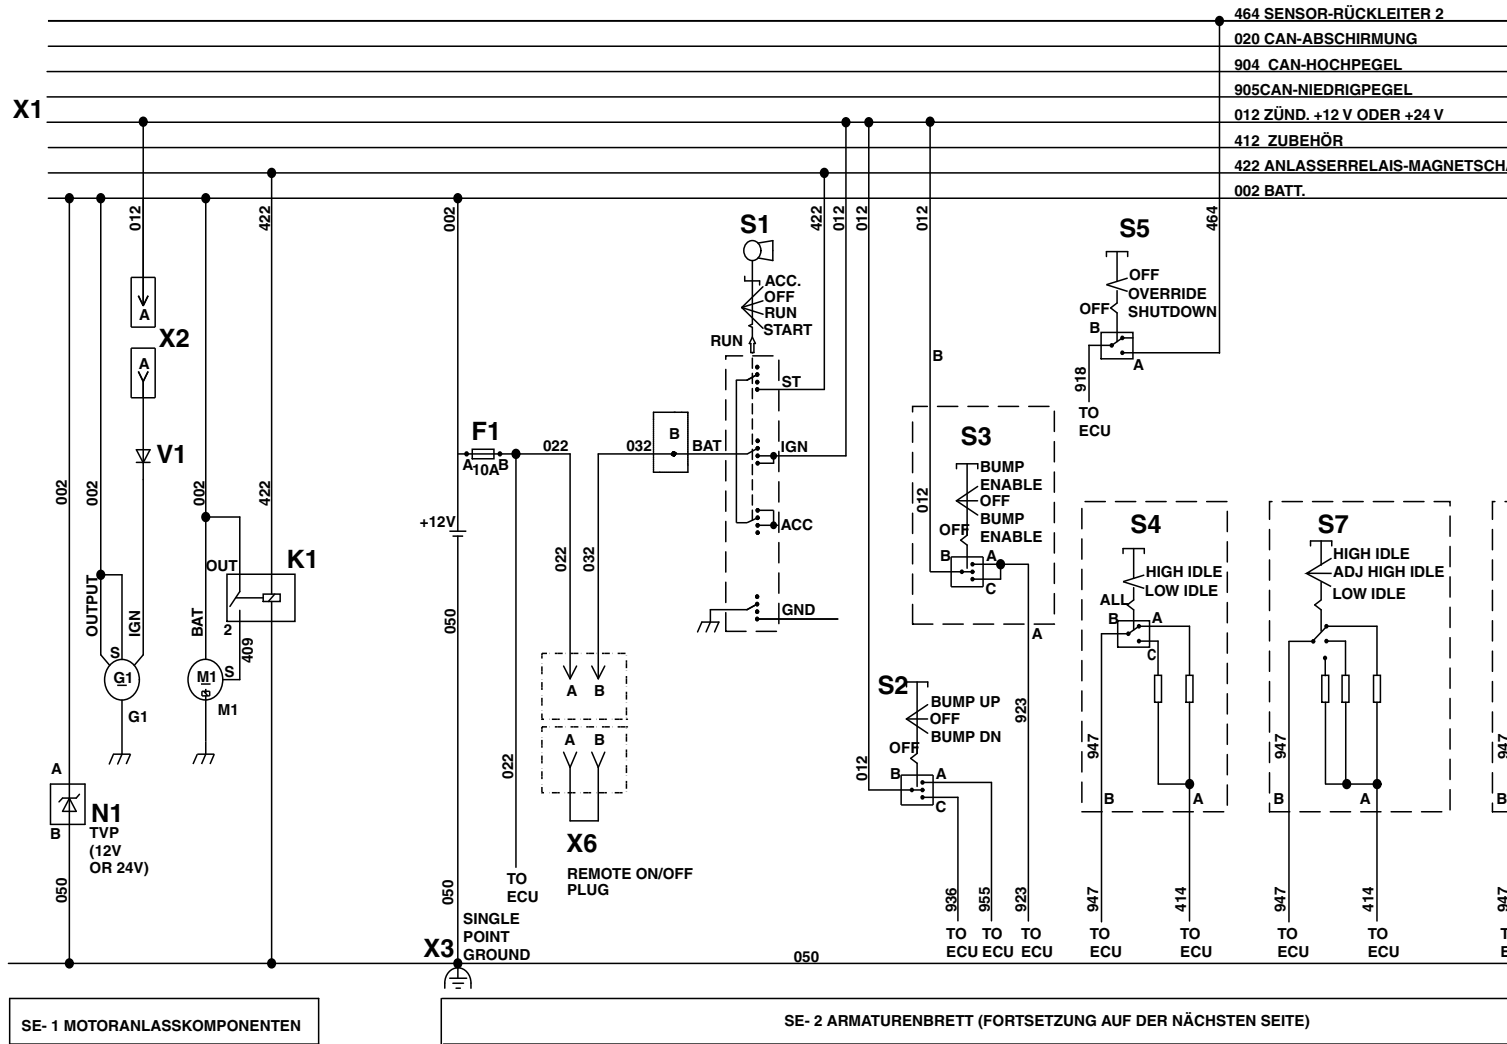 464 SENSOR-RÜCKLEITER 2
020 CAN-ABSCHIRMUNG
904 CAN-HOCHPEGEL
905CAN-NIEDRIGPEGEL
X1
012 ZÜND. +12 V ODER +24 V
412 ZUBEHÖR
422 ANLASSERRELAIS-MAGNETSCHA
002 BATT.
012
422
002
422
012
012
012
464
S1
S5
ACC.
OFF
RUN
START
RUN
OFF
OVERRIDE
SHUTDOWN
OFF
B
A
918
TO
ECU
A
X2
A
V1
B
ST
IGN
ACC
GND
F1
A
10A
B
022
032
B
BAT
S3
BUMP
ENABLE
OFF
BUMP
ENABLE
OFF
B
A
C
012
A
002
002
002
422
+12V
022
032
S4
HIGH IDLE
LOW IDLE
ALL
B
A
C
S7
HIGH IDLE
ADJ HIGH IDLE
LOW IDLE
OUT
K1
OUTPUT
IGN
BAT
2
409
050
S
G1
G1
S
M1
M1
A
B
A
B
S2
BUMP UP
OFF
BUMP DN
OFF
B
A
C
012
923
947
947
947
B
A
B
A
B
022
A
N1
B
TVP
(12V
OR 24V)
X6
REMOTE ON/OFF
PLUG
050
050
TO
ECU
936
955
923
947
414
947
414
947
X3
SINGLE
POINT
GROUND
TO
ECU
TO
ECU
TO
ECU
TO
ECU
TO
ECU
TO
ECU
TO
ECU
050
SE- 1 MOTORANLASSKOMPONENTEN
SE- 2 ARMATURENBRETT (FORTSETZUNG AUF DER NÄCHSTEN SEITE)